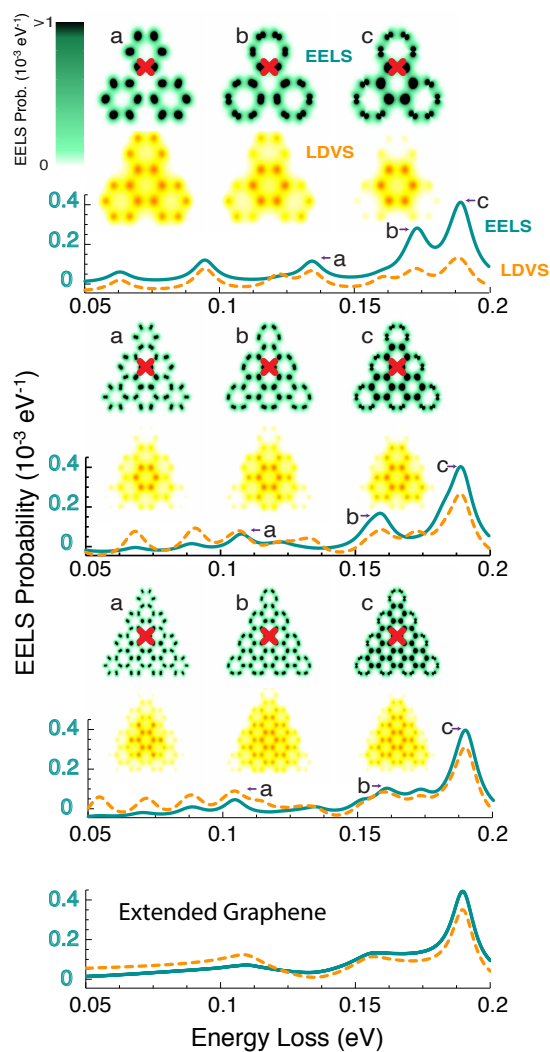 EELS Prob. (10⁻³ eV⁻¹)
>1
0
a b c
EELS
LDVS
0.4
0.2
0
a b c
EELS
LDVS
0.05 0.1 0.15 0.2
a b c
0.4
0.2
0
a b c
0.05 0.1 0.15 0.2
a b c
0.4
0.2
0
a b c
0.05 0.1 0.15 0.2
EELS Probability (10⁻³ eV⁻¹)
Extended Graphene
0.4
0.2
0
0.05 0.1 0.15 0.2
Energy Loss (eV)